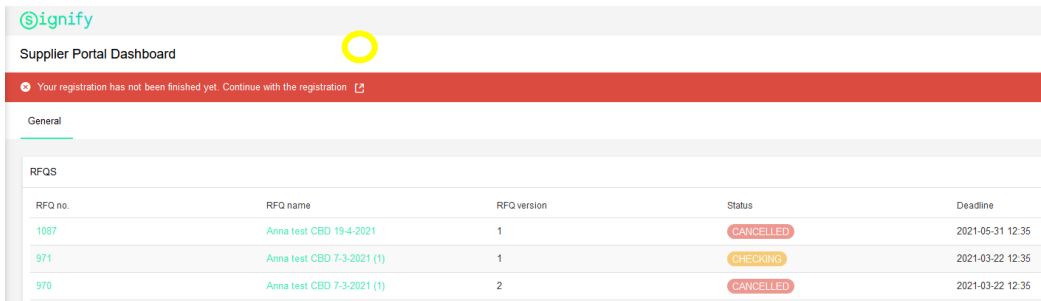 Signify
Supplier Portal Dashboard
Your registration has not been finished yet. Continue with the registration
General
RFQS
RFQ no. RFQ name RFQ version Status Deadline
1087 Anna test CBD 19-4-2021 1 CANCELLED 2021-05-31 12:35
971 Anna test CBD 7-3-2021 (1) 1 CHECKING 2021-03-22 12:35
970 Anna test CBD 7-3-2021 (1) 2 CANCELLED 2021-03-22 12:35